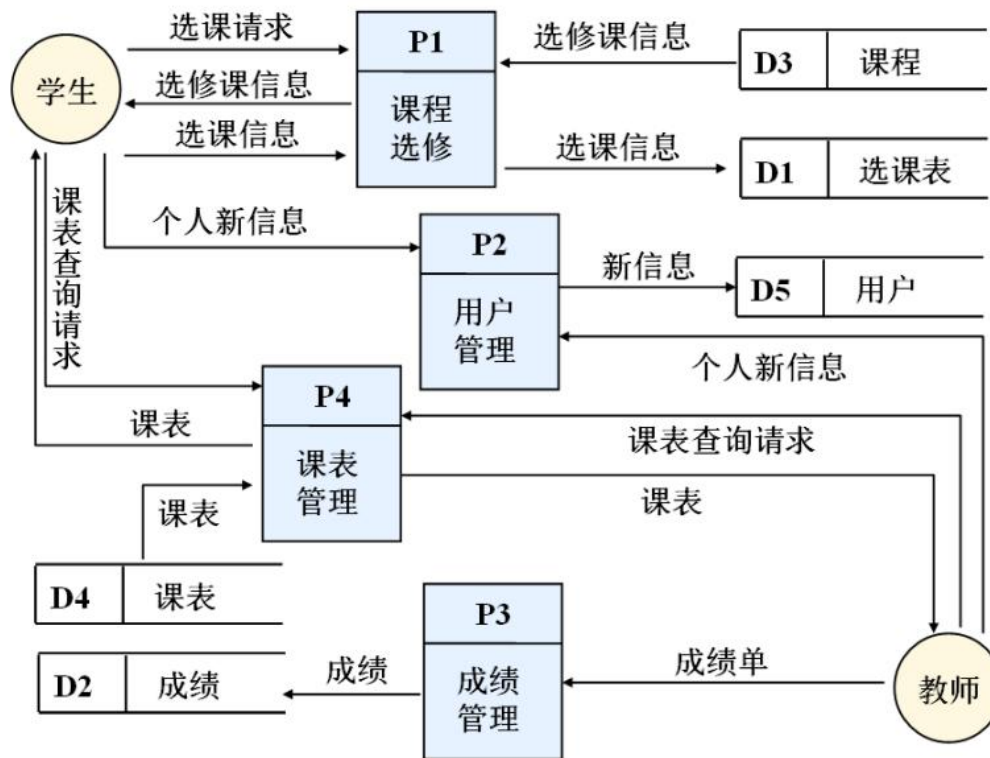 选课请求
P1
选修课信息
D3
课程
学生
选修课信息
课程
选修
选课信息
选课信息
D1
选课表
课表查询请求
个人新信息
P2
新信息
D5
用户
用户
管理
个人新信息
P4
课表
课表查询请求
课表
管理
课表
课表
D4
课表
P3
成绩单
D2
成绩
成绩
成绩
管理
教师